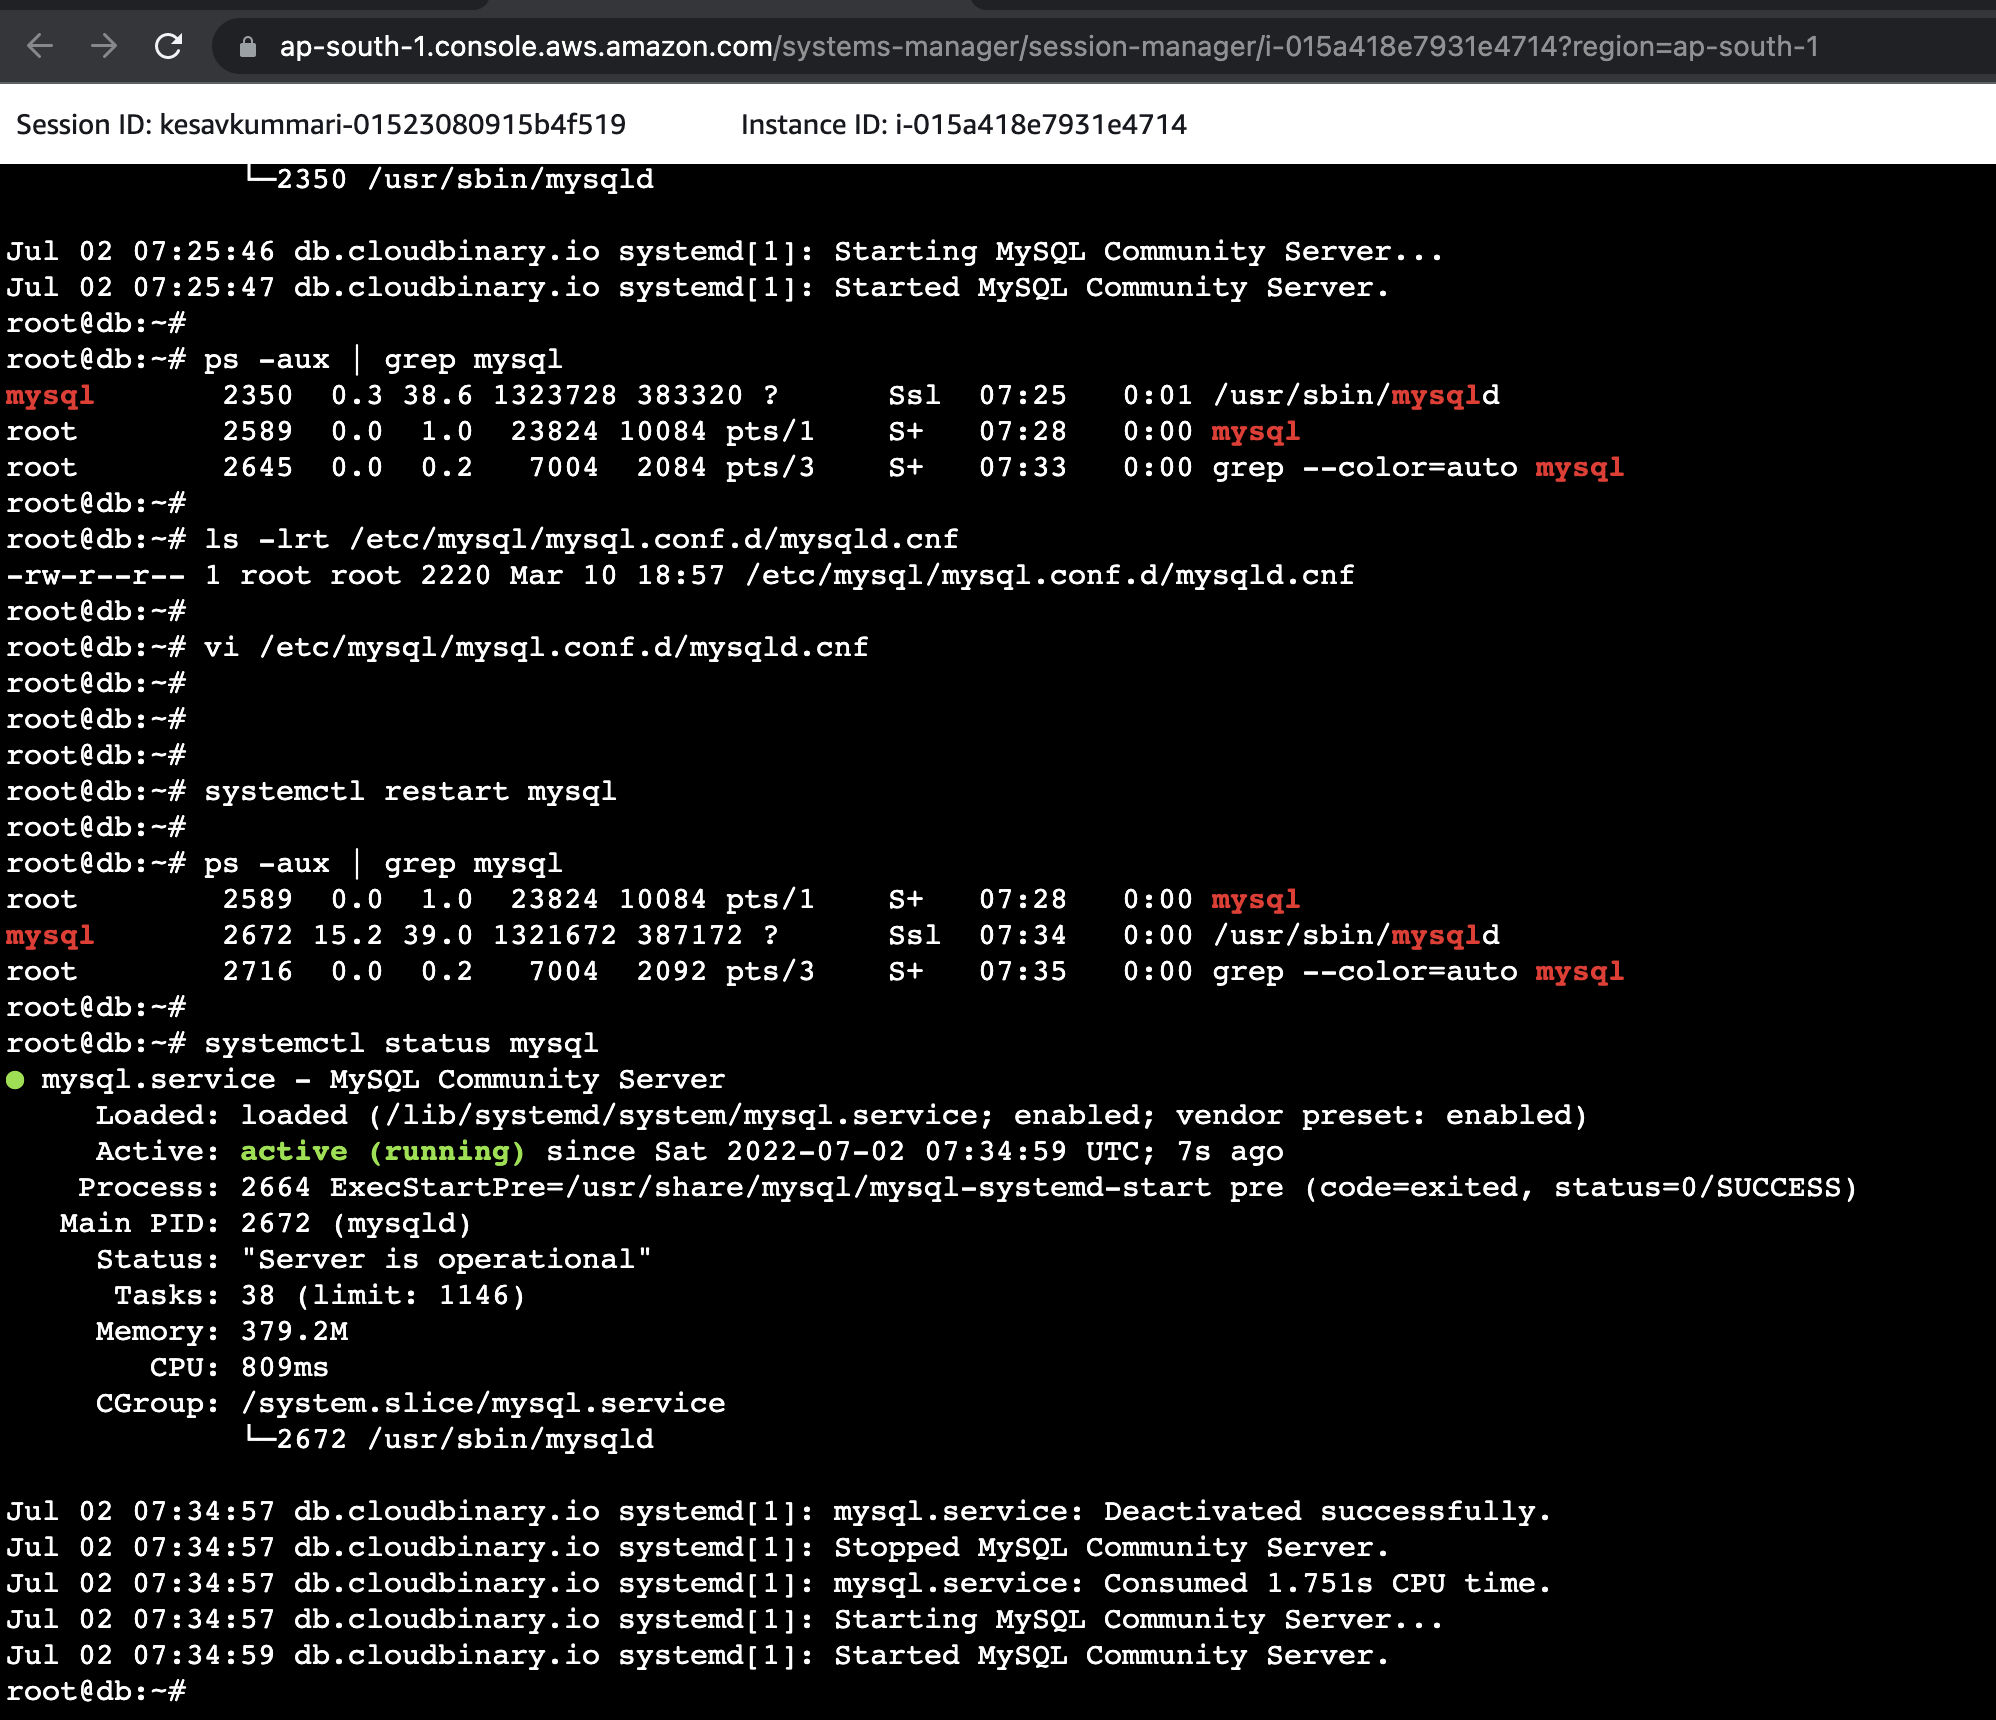 ap-south-1.console.aws.amazon.com/systems-manager/session-manager/i-015a418e7931e4714?region=ap-south-1
Session ID: kesavkummari-01523080915b4f519 Instance ID: i-015a418e7931e4714
└─2350 /usr/sbin/mysqld
Jul 02 07:25:46 db.cloudbinary.io systemd[1]: Starting MySQL Community Server...
Jul 02 07:25:47 db.cloudbinary.io systemd[1]: Started MySQL Community Server.
root@db:~#
root@db:~# ps -aux | grep mysql
mysql 2350 0.3 38.6 1323728 383320 ? Ssl 07:25 0:01 /usr/sbin/mysqld
root 2589 0.0 1.0 23824 10084 pts/1 S+ 07:28 0:00 mysql
root 2645 0.0 0.2 7004 2084 pts/3 S+ 07:33 0:00 grep --color=auto mysql
root@db:~#
root@db:~# ls -lrt /etc/mysql/mysql.conf.d/mysqld.cnf
-rw-r--r-- 1 root root 2220 Mar 10 18:57 /etc/mysql/mysql.conf.d/mysqld.cnf
root@db:~#
root@db:~# vi /etc/mysql/mysql.conf.d/mysqld.cnf
root@db:~#
root@db:~#
root@db:~#
root@db:~# systemctl restart mysql
root@db:~#
root@db:~# ps -aux | grep mysql
root 2589 0.0 1.0 23824 10084 pts/1 S+ 07:28 0:00 mysql
mysql 2672 15.2 39.0 1321672 387172 ? Ssl 07:34 0:00 /usr/sbin/mysqld
root 2716 0.0 0.2 7004 2092 pts/3 S+ 07:35 0:00 grep --color=auto mysql
root@db:~#
root@db:~# systemctl status mysql
● mysql.service - MySQL Community Server
Loaded: loaded (/lib/systemd/system/mysql.service; enabled; vendor preset: enabled)
Active: active (running) since Sat 2022-07-02 07:34:59 UTC; 7s ago
Process: 2664 ExecStartPre=/usr/share/mysql/mysql-systemd-start pre (code=exited, status=0/SUCCESS)
Main PID: 2672 (mysqld)
Status: "Server is operational"
Tasks: 38 (limit: 1146)
Memory: 379.2M
CPU: 809ms
CGroup: /system.slice/mysql.service
└─2672 /usr/sbin/mysqld
Jul 02 07:34:57 db.cloudbinary.io systemd[1]: mysql.service: Deactivated successfully.
Jul 02 07:34:57 db.cloudbinary.io systemd[1]: Stopped MySQL Community Server.
Jul 02 07:34:57 db.cloudbinary.io systemd[1]: mysql.service: Consumed 1.751s CPU time.
Jul 02 07:34:57 db.cloudbinary.io systemd[1]: Starting MySQL Community Server...
Jul 02 07:34:59 db.cloudbinary.io systemd[1]: Started MySQL Community Server.
root@db:~#